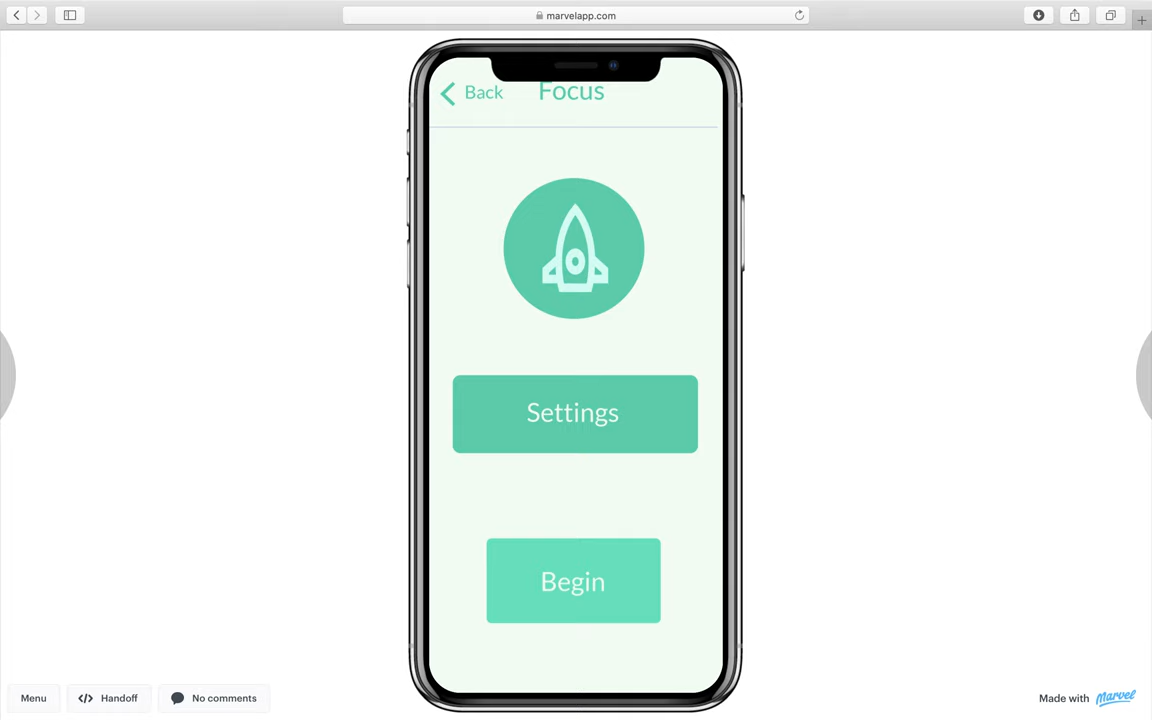 marvelapp.com
Back
Focus
Settings
Begin
Menu
Handoff
No comments
Made with Marvel